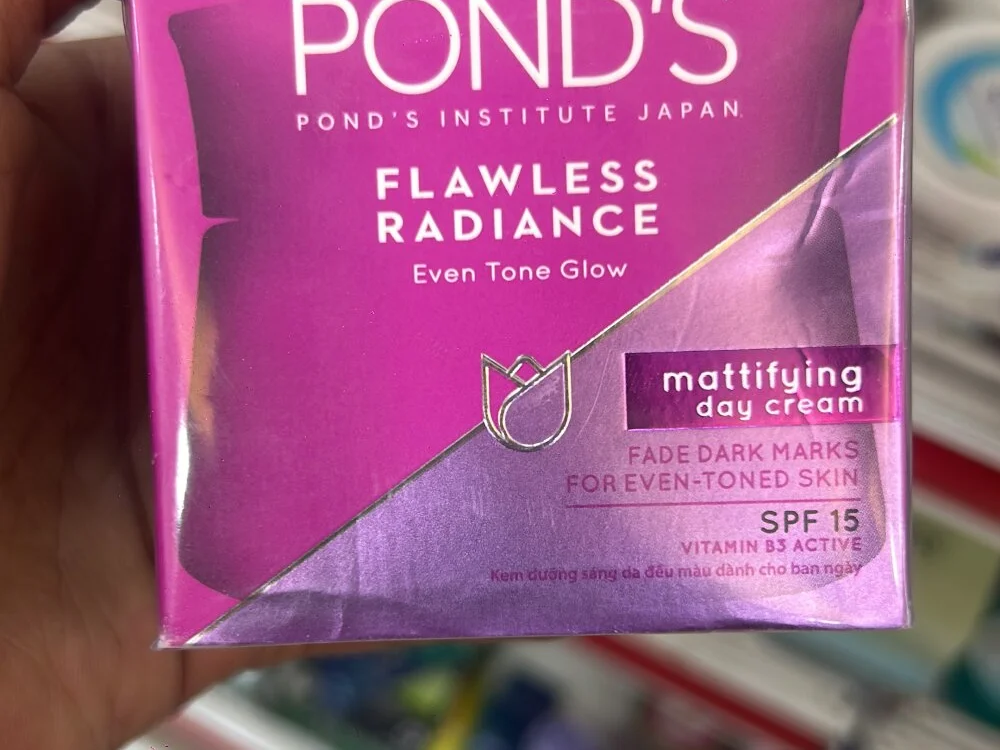 POND'S
POND'S INSTITUTE JAPAN
FLAWLESS
RADIANCE
Even Tone Glow
mattifying
day cream
FADE DARK MARKS
FOR EVEN-TONED SKIN
SPF 15
VITAMIN B3 ACTIVE
Kem dưỡng sáng da đều màu dành cho ban ngày